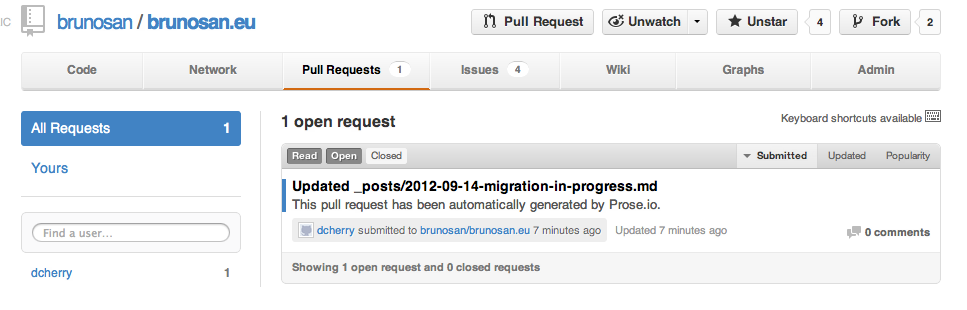 IC brunosan / brunosan.eu Pull Request Unwatch Unstar 4 Fork 2
Code Network Pull Requests 1 Issues 4 Wiki Graphs Admin
All Requests 1
Yours
Find a user…
dcherry 1
1 open request Keyboard shortcuts available
Read Open Closed Submitted Updated Popularity
Updated _posts/2012-09-14-migration-in-progress.md
This pull request has been automatically generated by Prose.io.
dcherry submitted to brunosan/brunosan.eu 7 minutes ago Updated 7 minutes ago 0 comments
Showing 1 open request and 0 closed requests